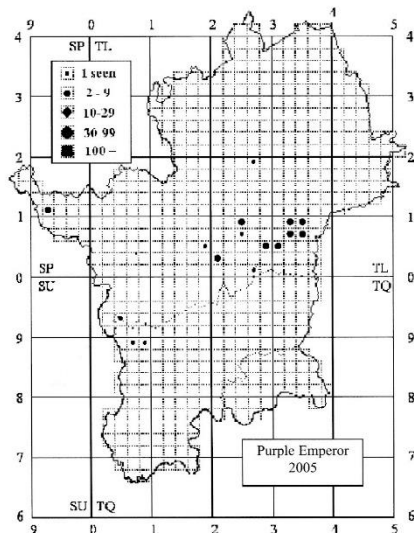 4 SP TL 1 2 3 4 5 4
1 seen
2 - 9
3 3
10-29
30-99
100 –
2 2
1 1
SP TL
0 0
SU TQ
9 9
8 8
Purple Emperor
2005
7 7
SU TQ
6 6
9 0 1 2 3 4 5